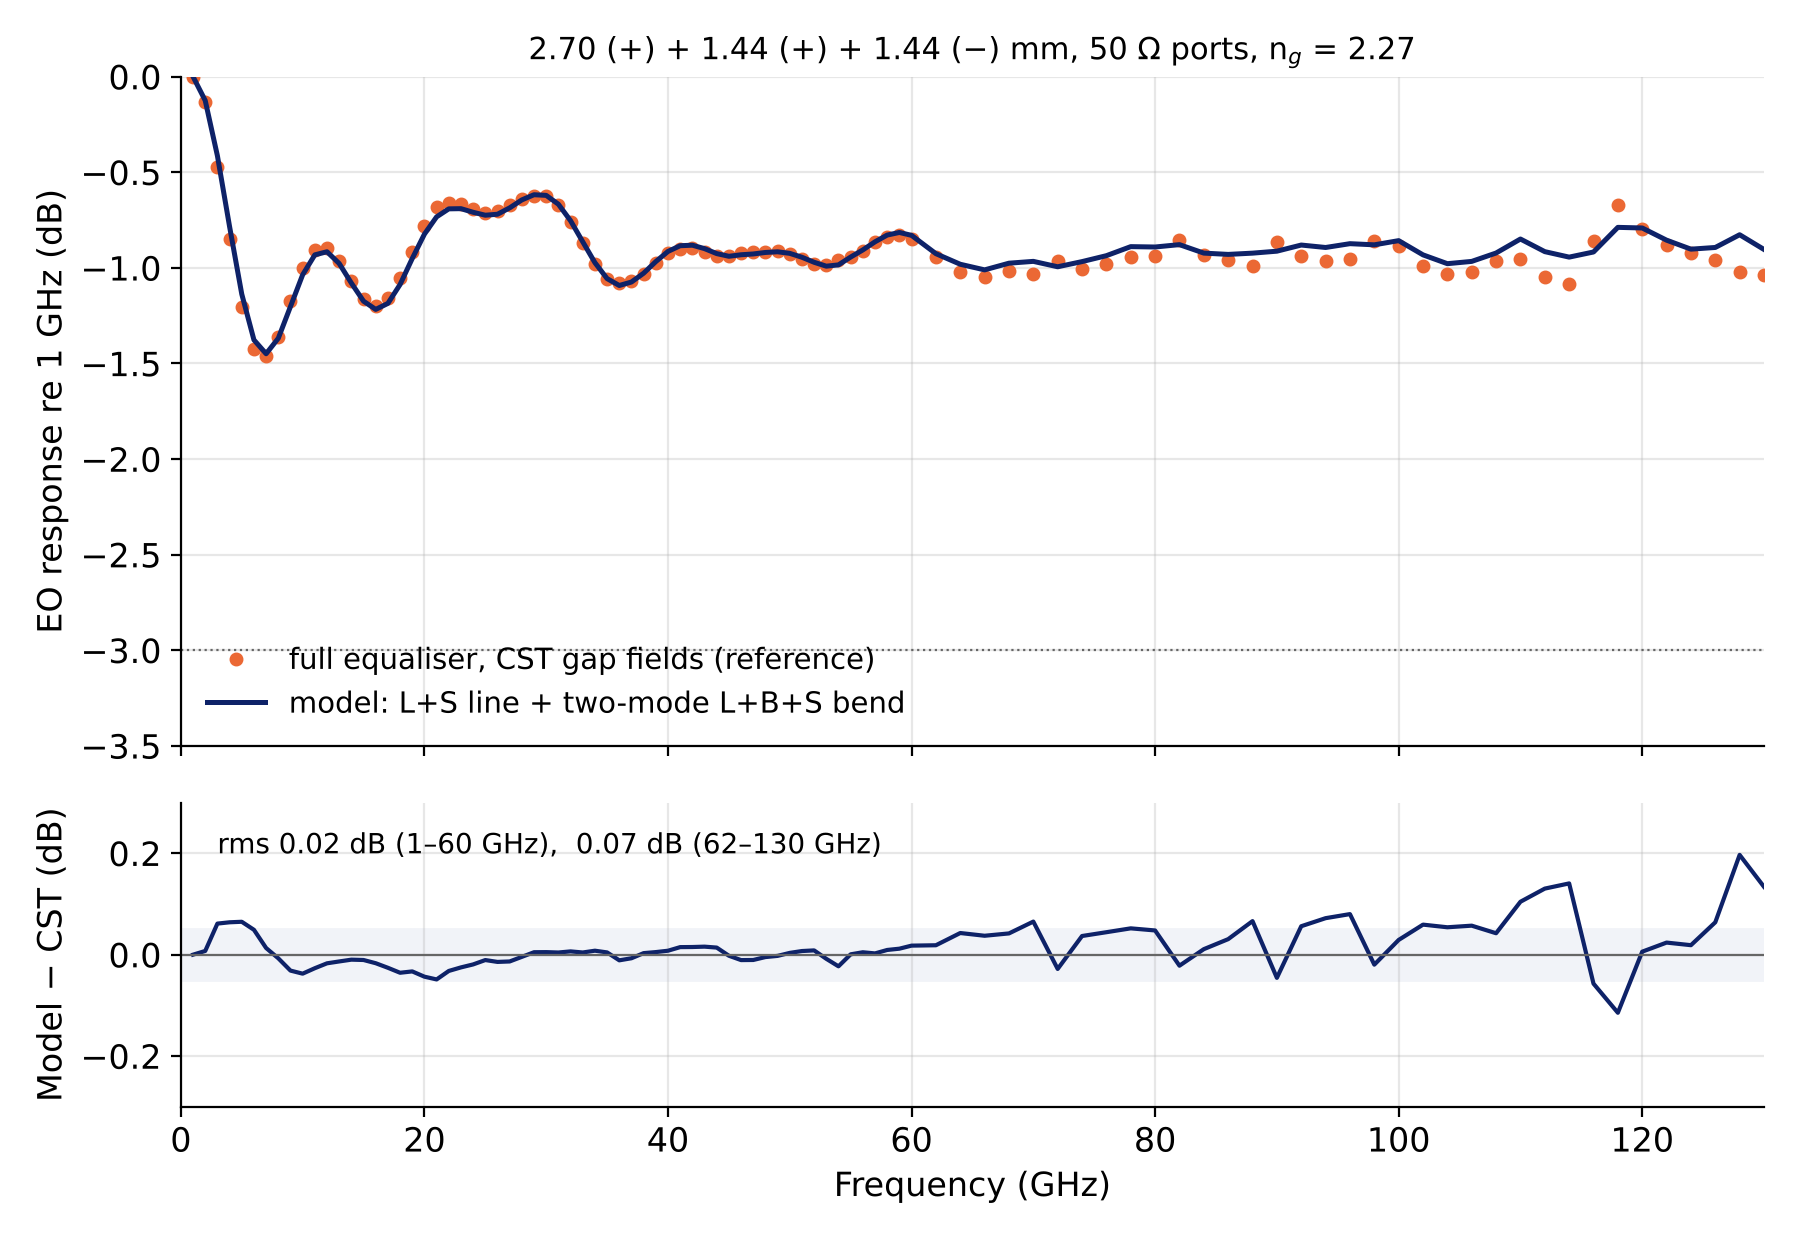 2.70 (+) + 1.44 (+) + 1.44 (−) mm, 50 Ω ports, n_g = 2.27
EO response re 1 GHz (dB)
0.0
−0.5
−1.0
−1.5
−2.0
−2.5
−3.0
−3.5
full equaliser, CST gap fields (reference)
model: L+S line + two-mode L+B+S bend
Model − CST (dB)
0.2
0.0
−0.2
rms 0.02 dB (1–60 GHz), 0.07 dB (62–130 GHz)
0 20 40 60 80 100 120
Frequency (GHz)